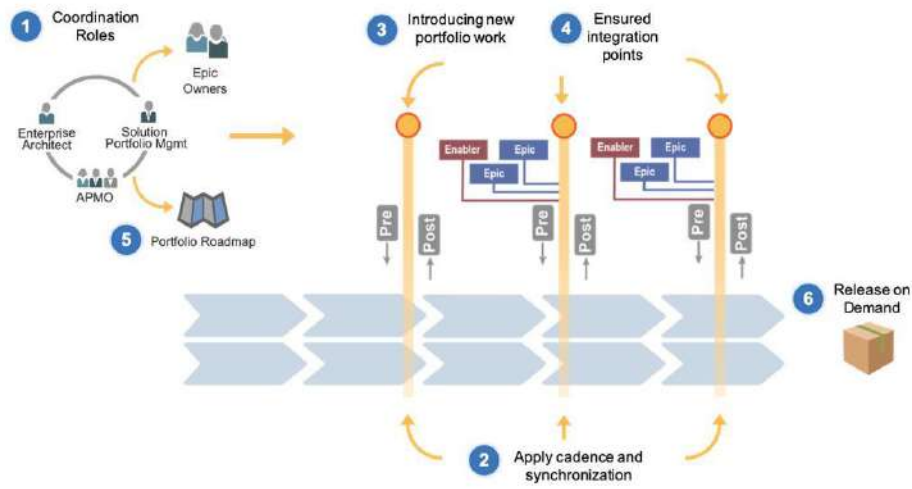 1
Coordination
Roles
Epic
Owners
Enterprise
Architect
Solution
Portfolio Mgmt
APMO
5
Portfolio Roadmap
3
Introducing new
portfolio work
4
Ensured
integration
points
Enabler
Epic
Epic
Enabler
Epic
Epic
Pre
Post
Pre
Post
Pre
Post
6
Release on
Demand
2
Apply cadence and
synchronization